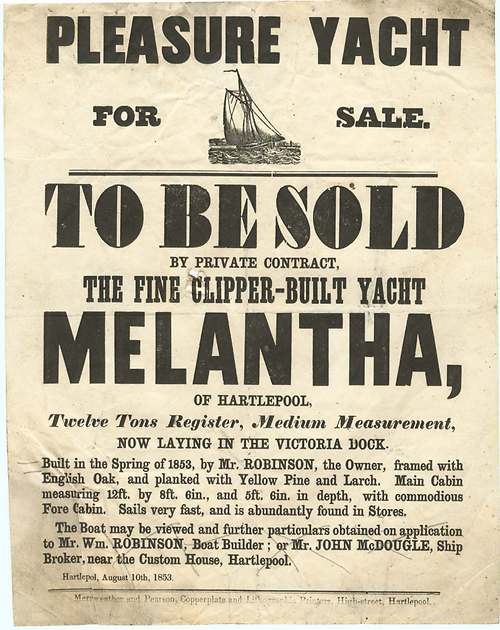 PLEASURE YACHT
FOR SALE.
TO BE SOLD
BY PRIVATE CONTRACT,
THE FINE CLIPPER-BUILT YACHT
MELANTHA,
OF HARTLEPOOL,
Twelve Tons Register, Medium Measurement,
NOW LAYING IN THE VICTORIA DOCK.
Built in the Spring of 1853, by Mr. ROBINSON, the Owner, framed with
English Oak, and planked with Yellow Pine and Larch. Main Cabin
measuring 12ft. by 8ft. 6in., and 5ft. 6in. in depth, with commodious
Fore Cabin. Sails very fast, and is abundantly found in Stores.
The Boat may be viewed and further particulars obtained on application
to Mr. Wm. ROBINSON, Boat Builder; or Mr. JOHN McDOUGLE, Ship
Broker, near the Custom House, Hartlepool.
Hartlepol, August 10th, 1853.
Merryweather and Pearson, Copperplate and Lithographic Printers, High-street, Hartlepool.